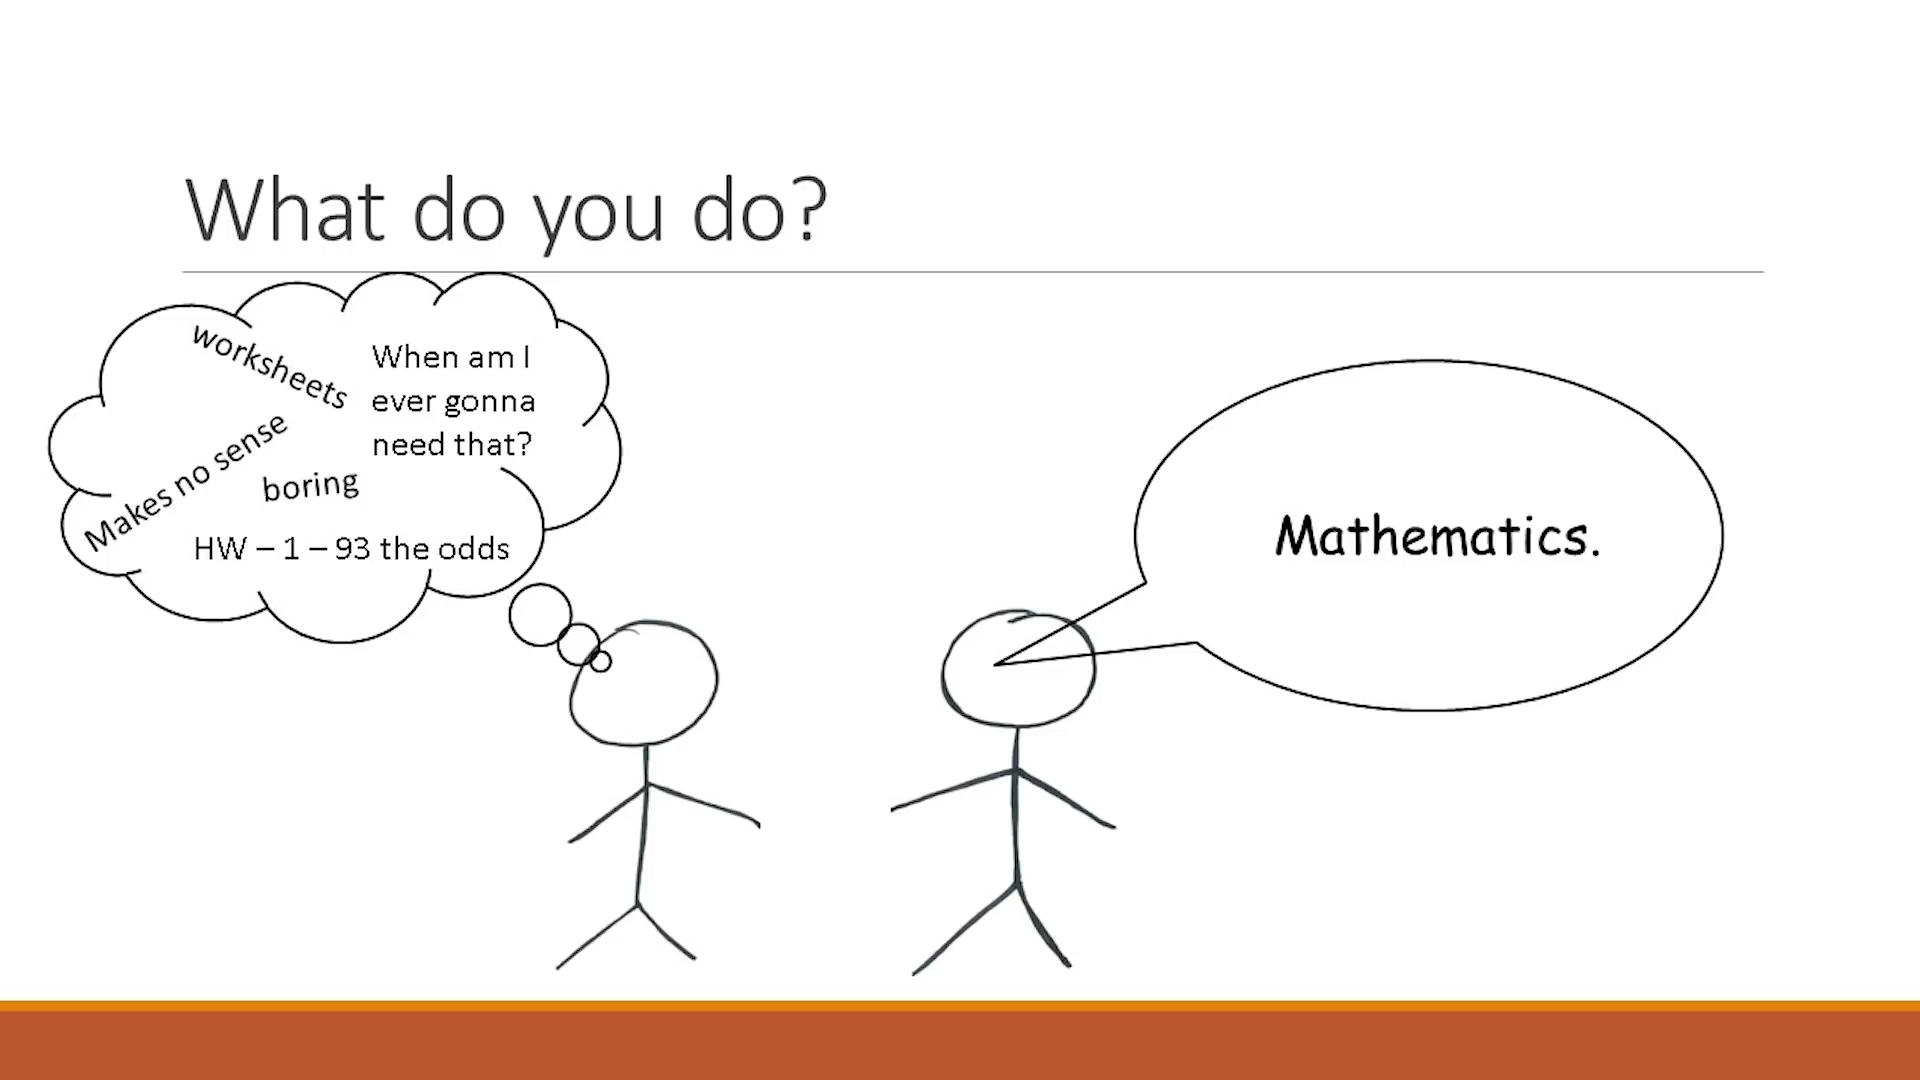 What do you do?
worksheets
When am I
ever gonna
need that?
Makes no sense
boring
HW – 1 – 93 the odds
Mathematics.